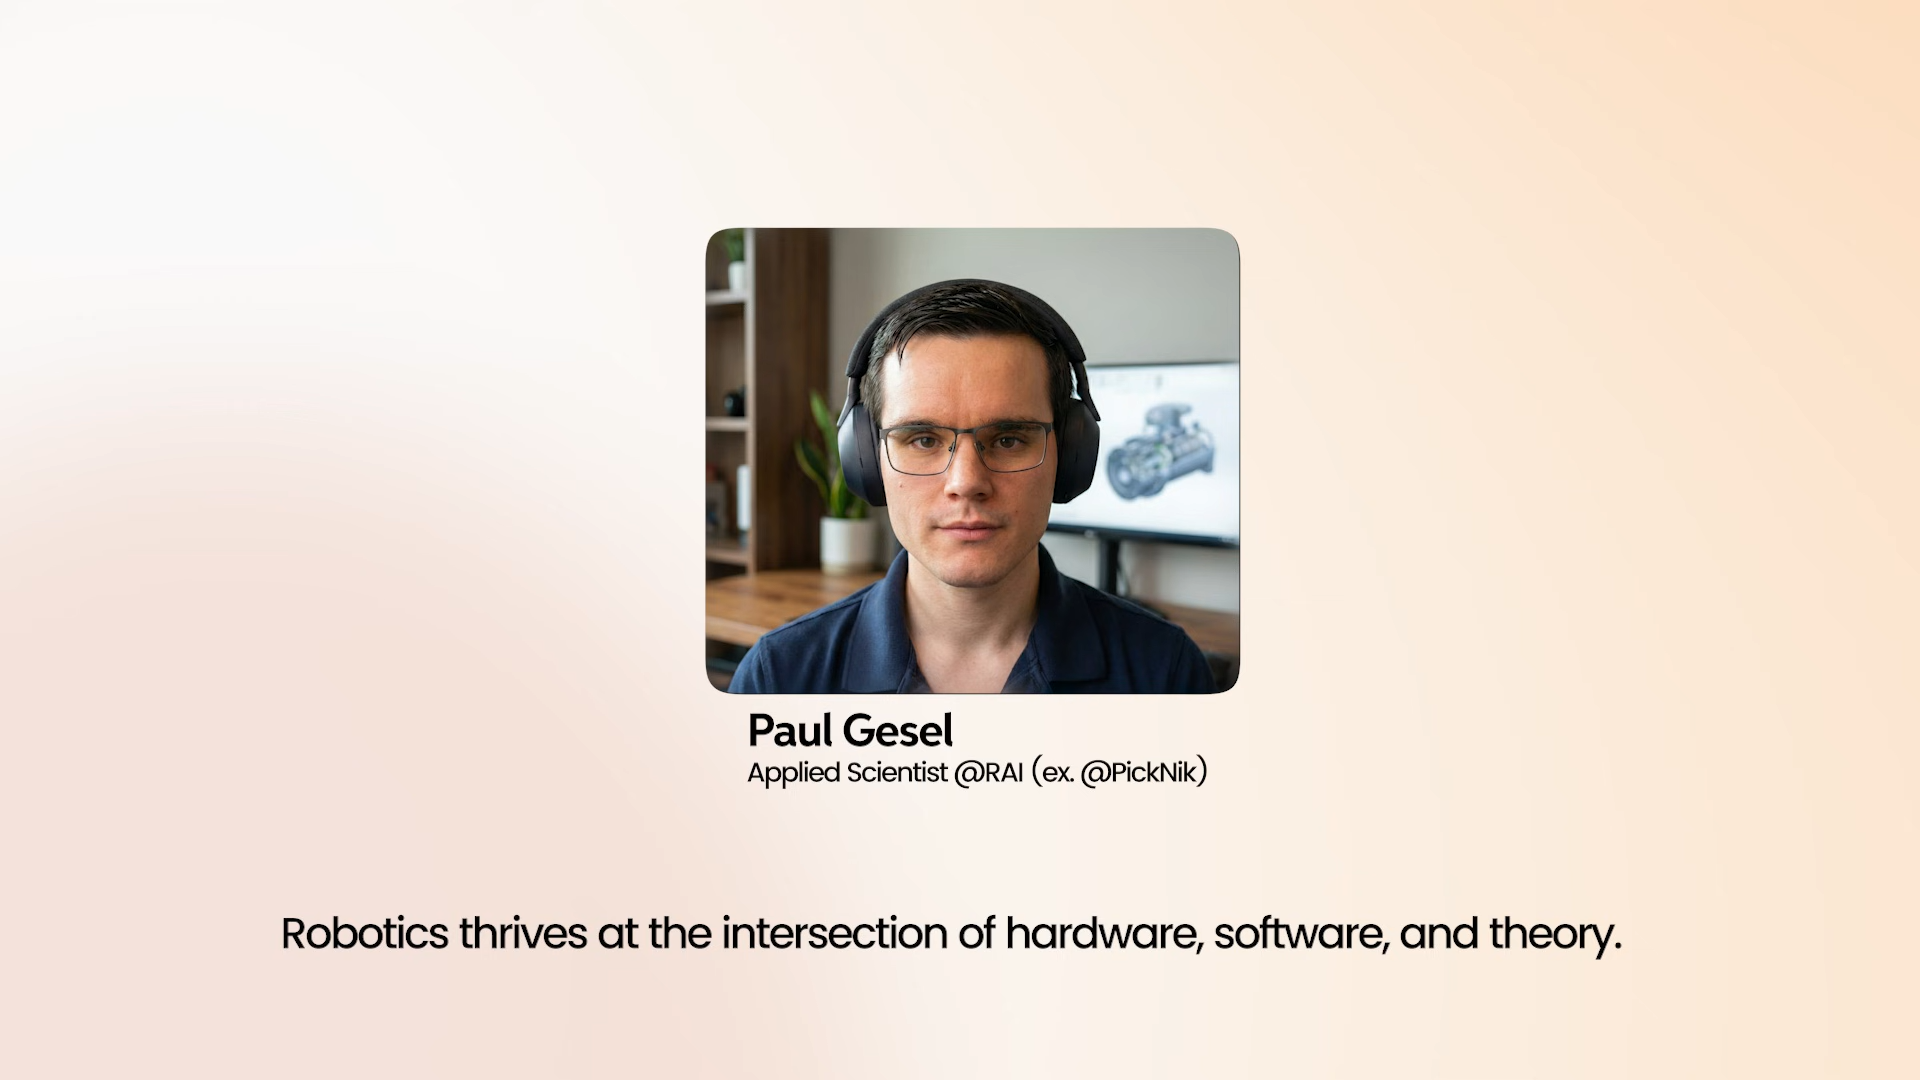 Paul Gesel
Applied Scientist @RAI (ex. @PickNik)
Robotics thrives at the intersection of hardware, software, and theory.